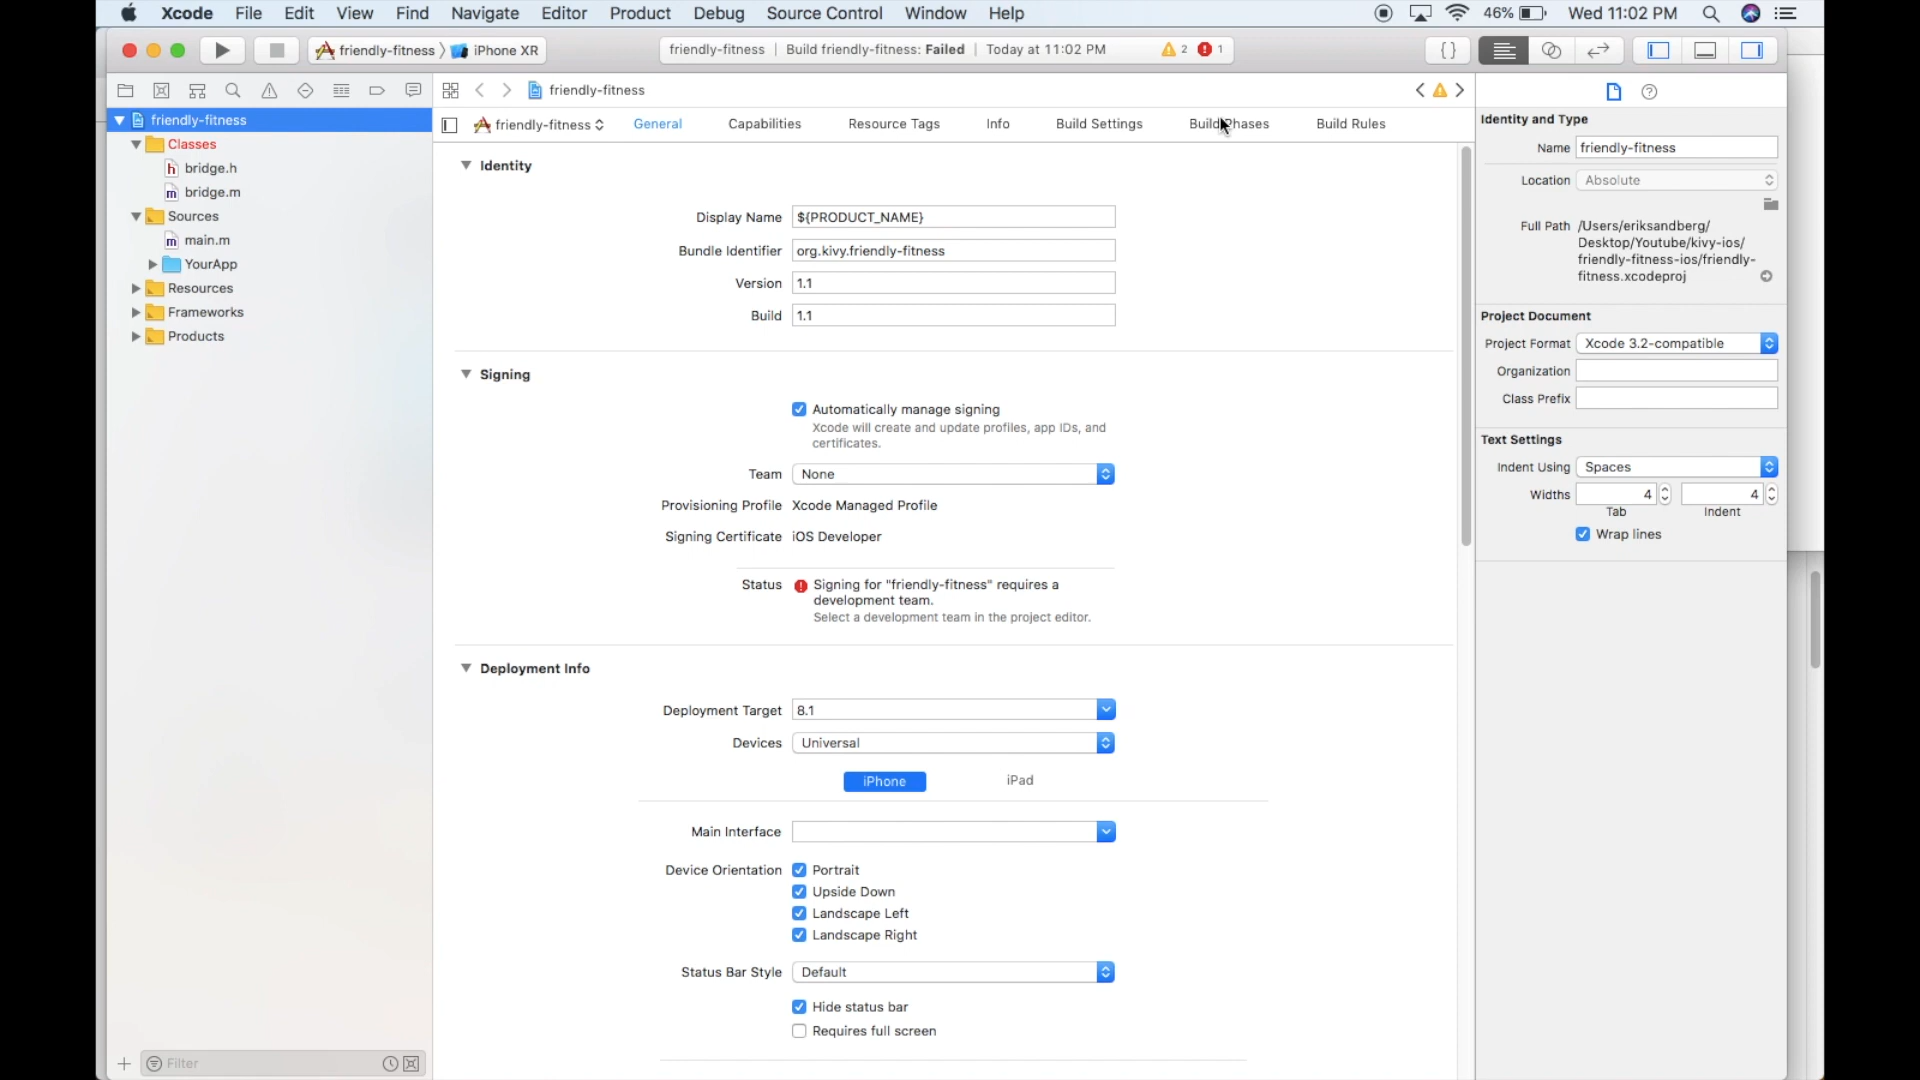 Xcode File Edit View Find Navigate Editor Product Debug Source Control Window Help 46% Wed 11:02 PM
friendly-fitness iPhone XR friendly-fitness | Build friendly-fitness: Failed | Today at 11:02 PM 2 1 { }
friendly-fitness
friendly-fitness General Capabilities Resource Tags Info Build Settings Build Phases Build Rules
friendly-fitness
Classes
h bridge.h
m bridge.m
Sources
m main.m
YourApp
Resources
Frameworks
Products
Filter
Identity
Display Name ${PRODUCT_NAME}
Bundle Identifier org.kivy.friendly-fitness
Version 1.1
Build 1.1
Signing
Automatically manage signing
Xcode will create and update profiles, app IDs, and
certificates.
Team None
Provisioning Profile Xcode Managed Profile
Signing Certificate iOS Developer
Status Signing for "friendly-fitness" requires a
development team.
Select a development team in the project editor.
Deployment Info
Deployment Target 8.1
Devices Universal
iPhone iPad
Main Interface
Device Orientation Portrait
Upside Down
Landscape Left
Landscape Right
Status Bar Style Default
Hide status bar
Requires full screen
Identity and Type
Name friendly-fitness
Location Absolute
Full Path /Users/eriksandberg/
Desktop/Youtube/kivy-ios/
friendly-fitness-ios/friendly-
fitness.xcodeproj
Project Document
Project Format Xcode 3.2-compatible
Organization
Class Prefix
Text Settings
Indent Using Spaces
Widths 4 4
Tab Indent
Wrap lines